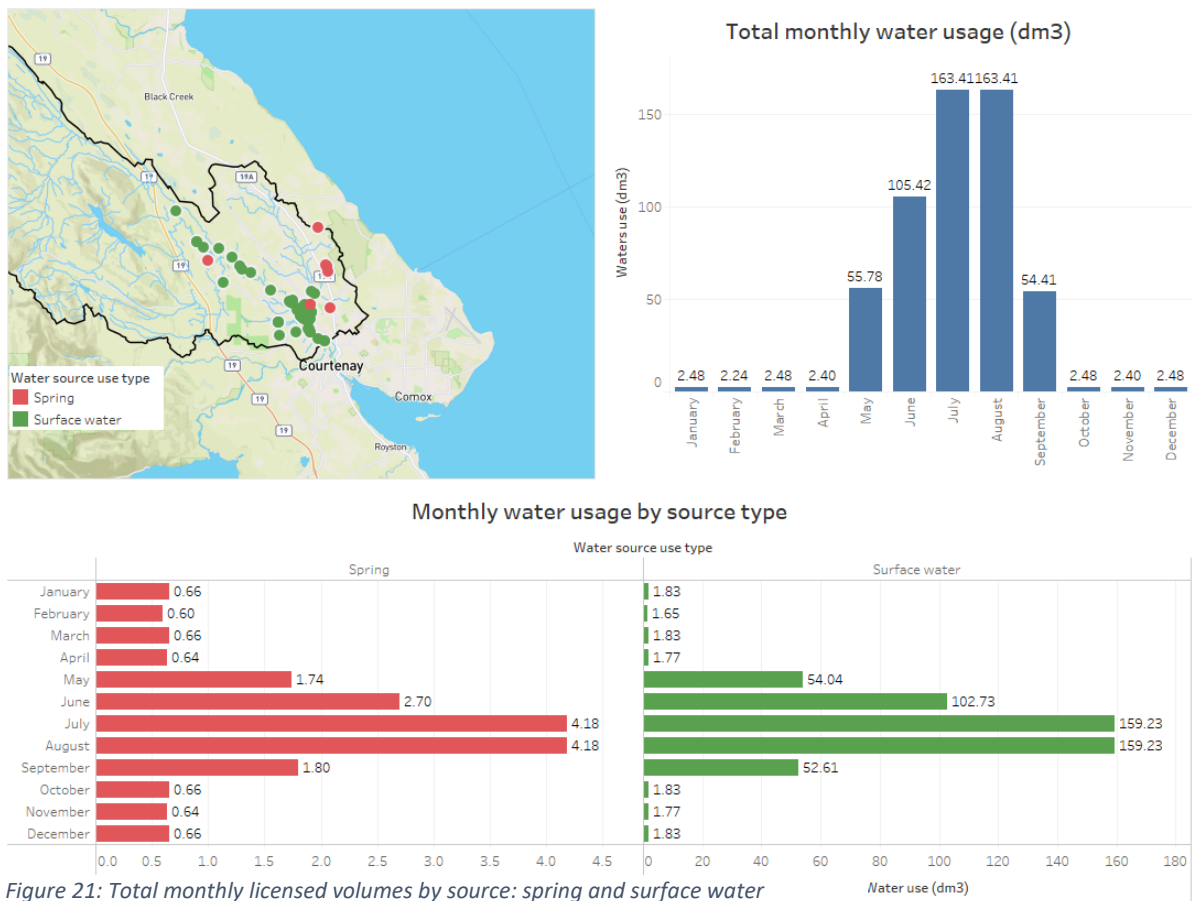 19
Black Creek
19A
19
19
Courtenay
19
Comox
19
19
Royston
Water source use type
Spring
Surface water
Total monthly water usage (dm3)
Waters use (dm3)
150
100
50
0
2.48
2.24
2.48
2.40
55.78
105.42
163.41
163.41
54.41
2.48
2.40
2.48
January
February
March
April
May
June
July
August
September
October
November
December
Monthly water usage by source type
Water source use type
Spring Surface water
January 0.66 1.83
February 0.60 1.65
March 0.66 1.83
April 0.64 1.77
May 1.74 54.04
June 2.70 102.73
July 4.18 159.23
August 4.18 159.23
September 1.80 52.61
October 0.66 1.83
November 0.64 1.77
December 0.66 1.83
0.0 0.5 1.0 1.5 2.0 2.5 3.0 3.5 4.0 4.5 0 20 40 60 80 100 120 140 160 180
Water use (dm3)
Figure 21: Total monthly licensed volumes by source: spring and surface water